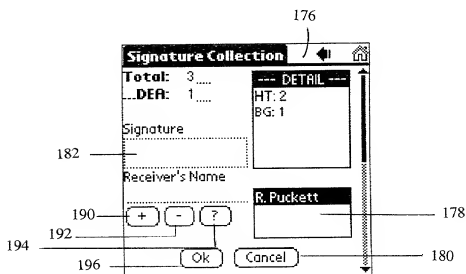 176
Signature Collection
Total: 3
DEA: 1
--- DETAIL ---
HT: 2
BG: 1
Signature
182
Receiver's Name
R. Puckett
178
190
+ - ?
192
194
Ok Cancel
180
196